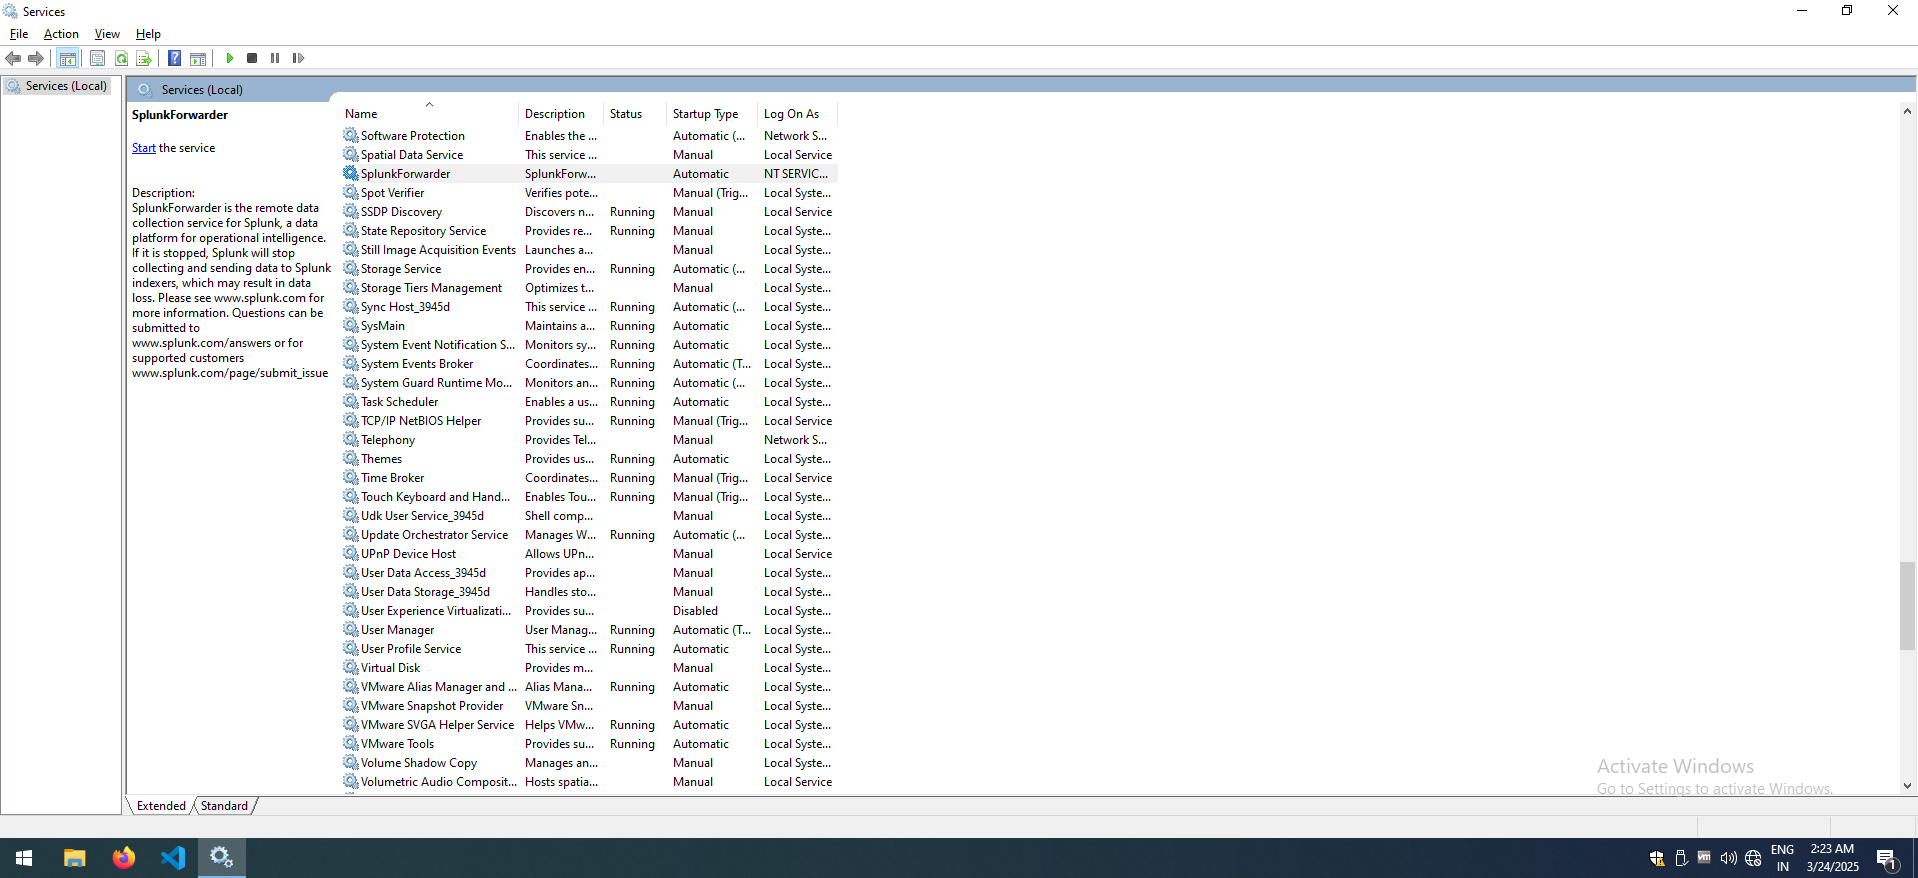 Services
File Action View Help
Services (Local)
Services (Local)
SplunkForwarder
Start the service
Description:
SplunkForwarder is the remote data
collection service for Splunk, a data
platform for operational intelligence.
If it is stopped, Splunk will stop
collecting and sending data to Splunk
indexers, which may result in data
loss. Please see www.splunk.com for
more information. Questions can be
submitted to
www.splunk.com/answers or for
supported customers
www.splunk.com/page/submit_issue
Name Description Status Startup Type Log On As
Software Protection Enables the ... Automatic (... Network S...
Spatial Data Service This service ... Manual Local Service
SplunkForwarder SplunkForw... Automatic NT SERVIC...
Spot Verifier Verifies pote... Manual (Trig... Local Syste...
SSDP Discovery Discovers n... Running Manual Local Service
State Repository Service Provides re... Running Manual Local Syste...
Still Image Acquisition Events Launches a... Manual Local Syste...
Storage Service Provides en... Running Automatic (... Local Syste...
Storage Tiers Management Optimizes t... Manual Local Syste...
Sync Host_3945d This service ... Running Automatic (... Local Syste...
SysMain Maintains a... Running Automatic Local Syste...
System Event Notification S... Monitors sy... Running Automatic Local Syste...
System Events Broker Coordinates... Running Automatic (T... Local Syste...
System Guard Runtime Mo... Monitors an... Running Automatic (... Local Syste...
Task Scheduler Enables a us... Running Automatic Local Syste...
TCP/IP NetBIOS Helper Provides su... Running Manual (Trig... Local Service
Telephony Provides Tel... Manual Network S...
Themes Provides us... Running Automatic Local Syste...
Time Broker Coordinates... Running Manual (Trig... Local Service
Touch Keyboard and Hand... Enables Tou... Running Manual (Trig... Local Syste...
Udk User Service_3945d Shell comp... Manual Local Syste...
Update Orchestrator Service Manages W... Running Automatic (... Local Syste...
UPnP Device Host Allows UPn... Manual Local Service
User Data Access_3945d Provides ap... Manual Local Syste...
User Data Storage_3945d Handles sto... Manual Local Syste...
User Experience Virtualizati... Provides su... Disabled Local Syste...
User Manager User Manag... Running Automatic (T... Local Syste...
User Profile Service This service ... Running Automatic Local Syste...
Virtual Disk Provides m... Manual Local Syste...
VMware Alias Manager and ... Alias Mana... Running Automatic Local Syste...
VMware Snapshot Provider VMware Sn... Manual Local Syste...
VMware SVGA Helper Service Helps VMw... Running Automatic Local Syste...
VMware Tools Provides su... Running Automatic Local Syste...
Volume Shadow Copy Manages an... Manual Local Syste...
Volumetric Audio Composit... Hosts spatia... Manual Local Service
Activate Windows
Go to Settings to activate Windows.
Extended Standard
vm
ENG
IN
2:23 AM
3/24/2025
1